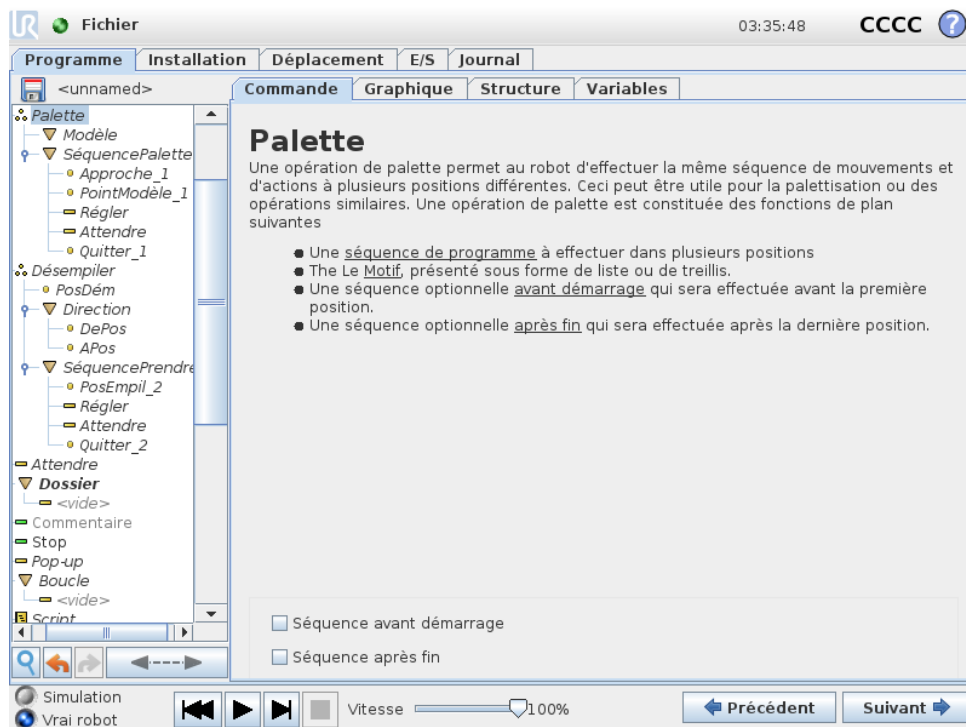 UR Fichier 03:35:48 CCCC ?
Programme Installation Déplacement E/S Journal
<unnamed>
Commande Graphique Structure Variables
Palette
Modèle
SéquencePalette
Approche_1
PointModèle_1
Régler
Attendre
Quitter_1
Désempiler
PosDém
Direction
DePos
APos
SéquencePrendre
PosEmpil_2
Régler
Attendre
Quitter_2
Attendre
Dossier
<vide>
Commentaire
Stop
Pop-up
Boucle
<vide>
Script
Palette
Une opération de palette permet au robot d'effectuer la même séquence de mouvements et
d'actions à plusieurs positions différentes. Ceci peut être utile pour la palettisation ou des
opérations similaires. Une opération de palette est constituée des fonctions de plan
suivantes
● Une séquence de programme à effectuer dans plusieurs positions
● The Le Motif, présenté sous forme de liste ou de treillis.
● Une séquence optionnelle avant démarrage qui sera effectuée avant la première
position.
● Une séquence optionnelle après fin qui sera effectuée après la dernière position.
Séquence avant démarrage
Séquence après fin
Simulation
Vrai robot
Vitesse 100%
Précédent Suivant